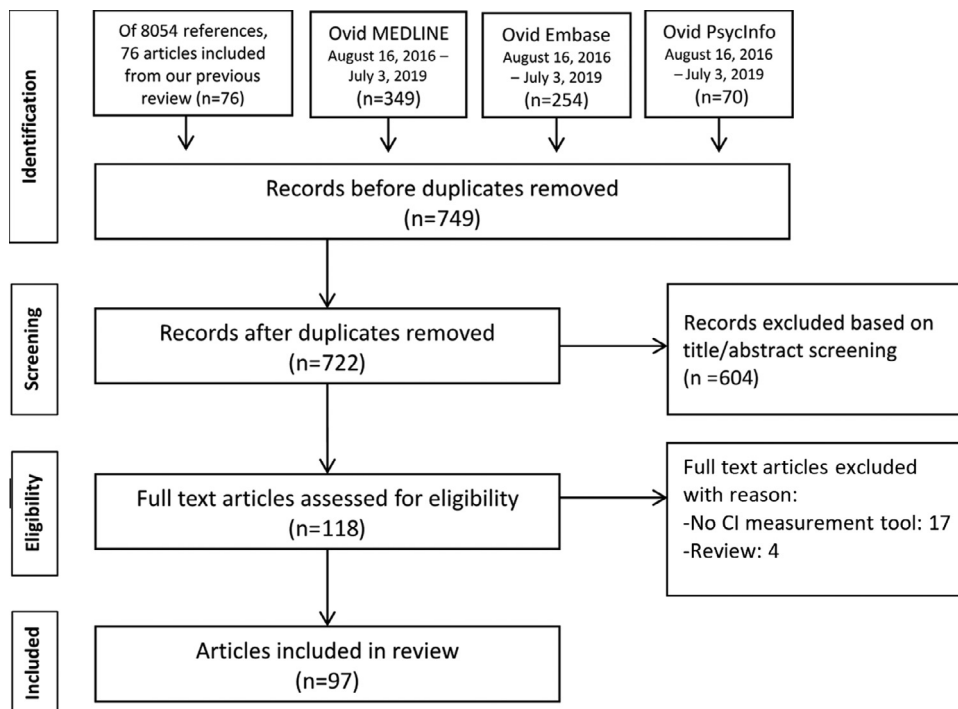 Identification
Of 8054 references,
76 articles included
from our previous
review (n=76)
Ovid MEDLINE
August 16, 2016 –
July 3, 2019
(n=349)
Ovid Embase
August 16, 2016
– July 3, 2019
(n=254)
Ovid PsycInfo
August 16, 2016
– July 3, 2019
(n=70)
Records before duplicates removed
(n=749)
Screening
Records after duplicates removed
(n=722)
Records excluded based on
title/abstract screening
(n =604)
Eligibility
Full text articles assessed for eligibility
(n=118)
Full text articles excluded
with reason:
-No CI measurement tool: 17
-Review: 4
Included
Articles included in review
(n=97)